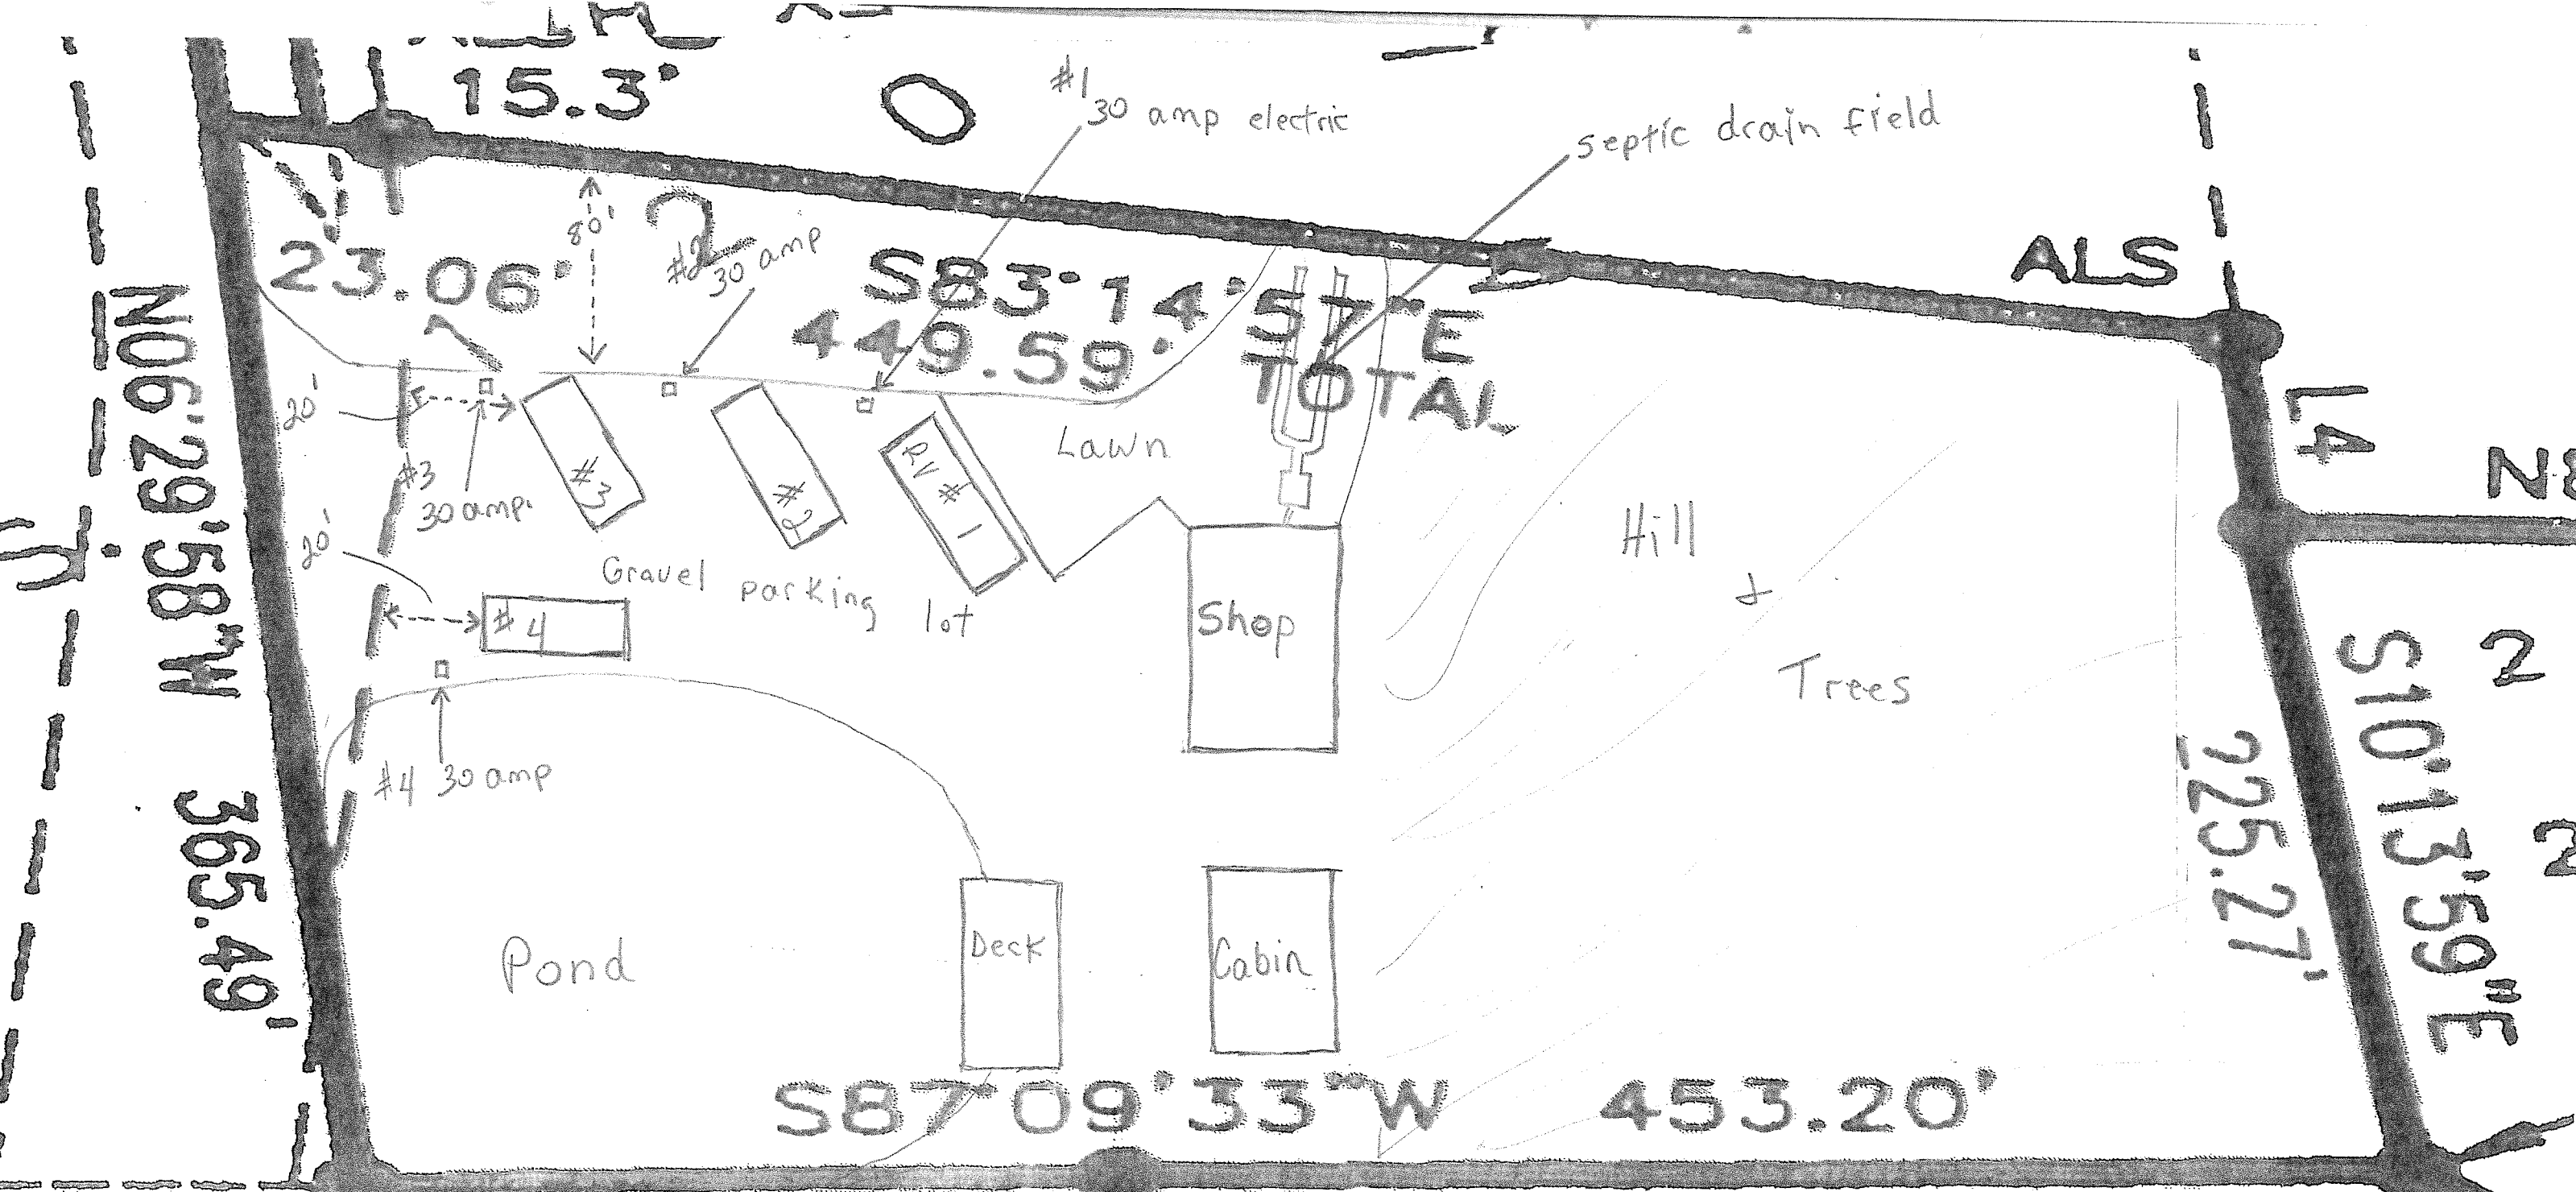 15.3°
#1
30 amp electric
septic drain field
80'
2
23.06'
#2
30 amp
S83°14'57"E
449.59'
TOTAL
ALS
L4
N06°29'58"W 365.49'
20'
#3
30 amp
#3
#2
RV #1
Lawn
Hill
&
Trees
20'
Gravel parking lot
#4
Shop
#4 30 amp
2
S10°13'59"E
225.27'
2
Pond
Deck
Cabin
S87°09'33"W 453.20'